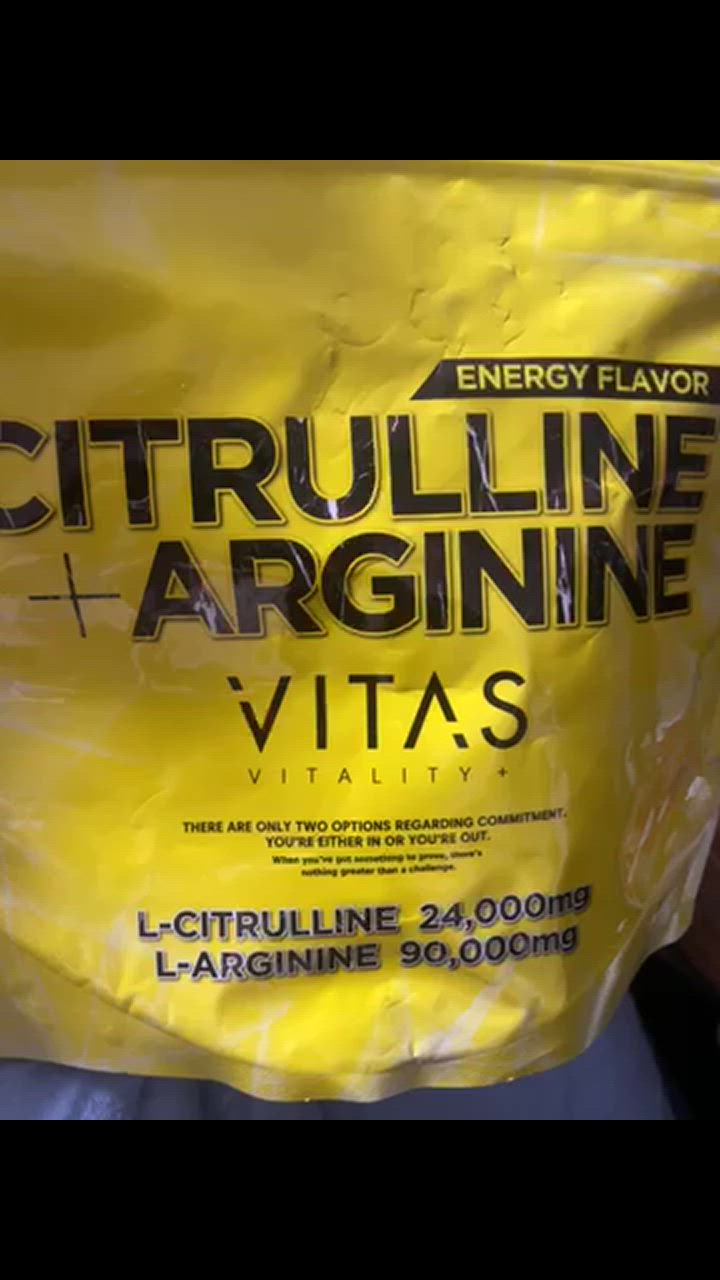 ENERGY FLAVOR
CITRULLINE
+ARGININE
VITAS
VITALITY+
THERE ARE ONLY TWO OPTIONS REGARDING COMMITMENT.
YOU'RE EITHER IN OR YOU'RE OUT.
When you've got something to prove, there's
nothing greater than a challenge.
L-CITRULLINE 24,000mg
L-ARGININE 90,000mg